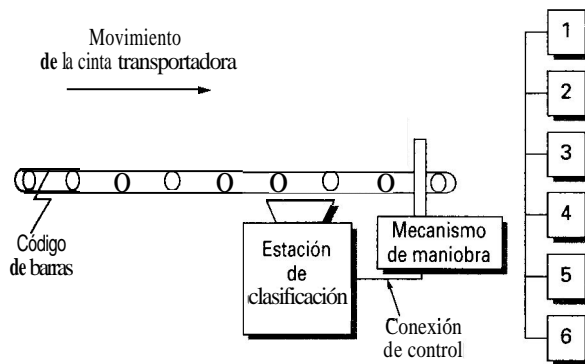 Movimiento
de la cinta transportadora
Código
de barras
Estación
de
clasificación
Mecanismo
de maniobra
Conexión
de control
1
2
3
4
5
6